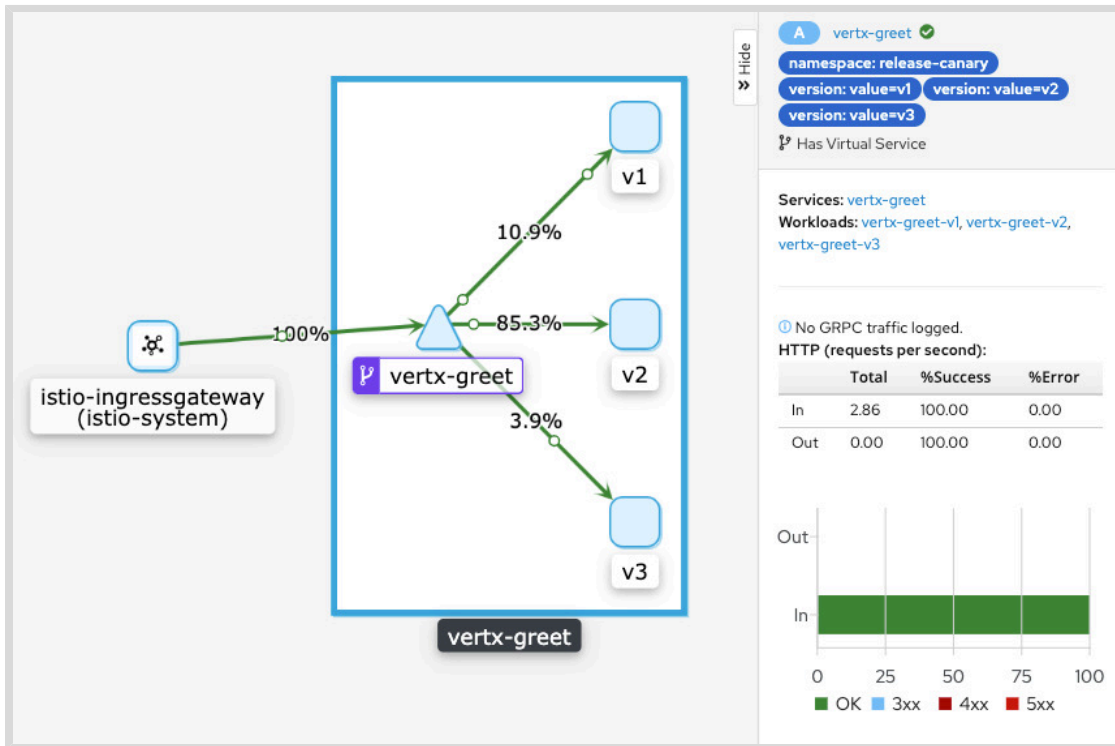 10.9%
100%
85.3%
3.9%
v1
v2
v3
vertx-greet
istio-ingressgateway
(istio-system)
vertx-greet
Hide
A vertx-greet
namespace: release-canary
version: value=v1 version: value=v2
version: value=v3
Has Virtual Service
Services: vertx-greet
Workloads: vertx-greet-v1, vertx-greet-v2,
vertx-greet-v3
No GRPC traffic logged.
HTTP (requests per second):
Total %Success %Error
In 2.86 100.00 0.00
Out 0.00 100.00 0.00
Out
In
0 25 50 75 100
OK 3xx 4xx 5xx